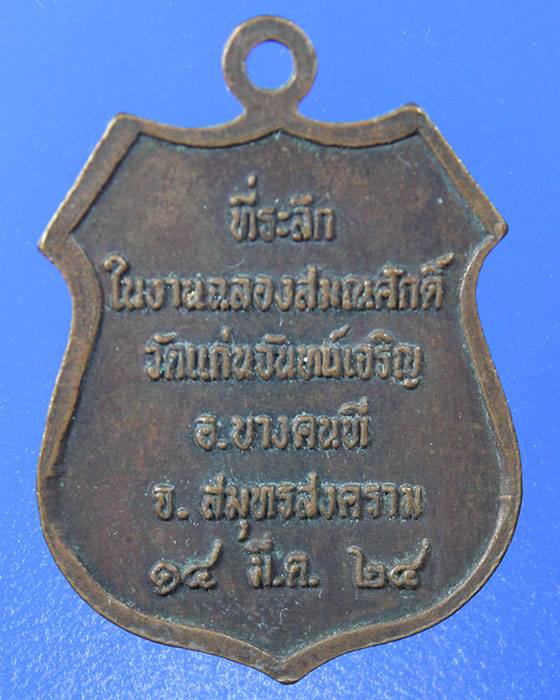 ที่ระลึก
ในงานฉลองสมณศักดิ์
วัดแก่นจันทน์เจริญ
อ.บางคนที
จ. สมุทรสงคราม
๑๔ มี.ค. ๒๔